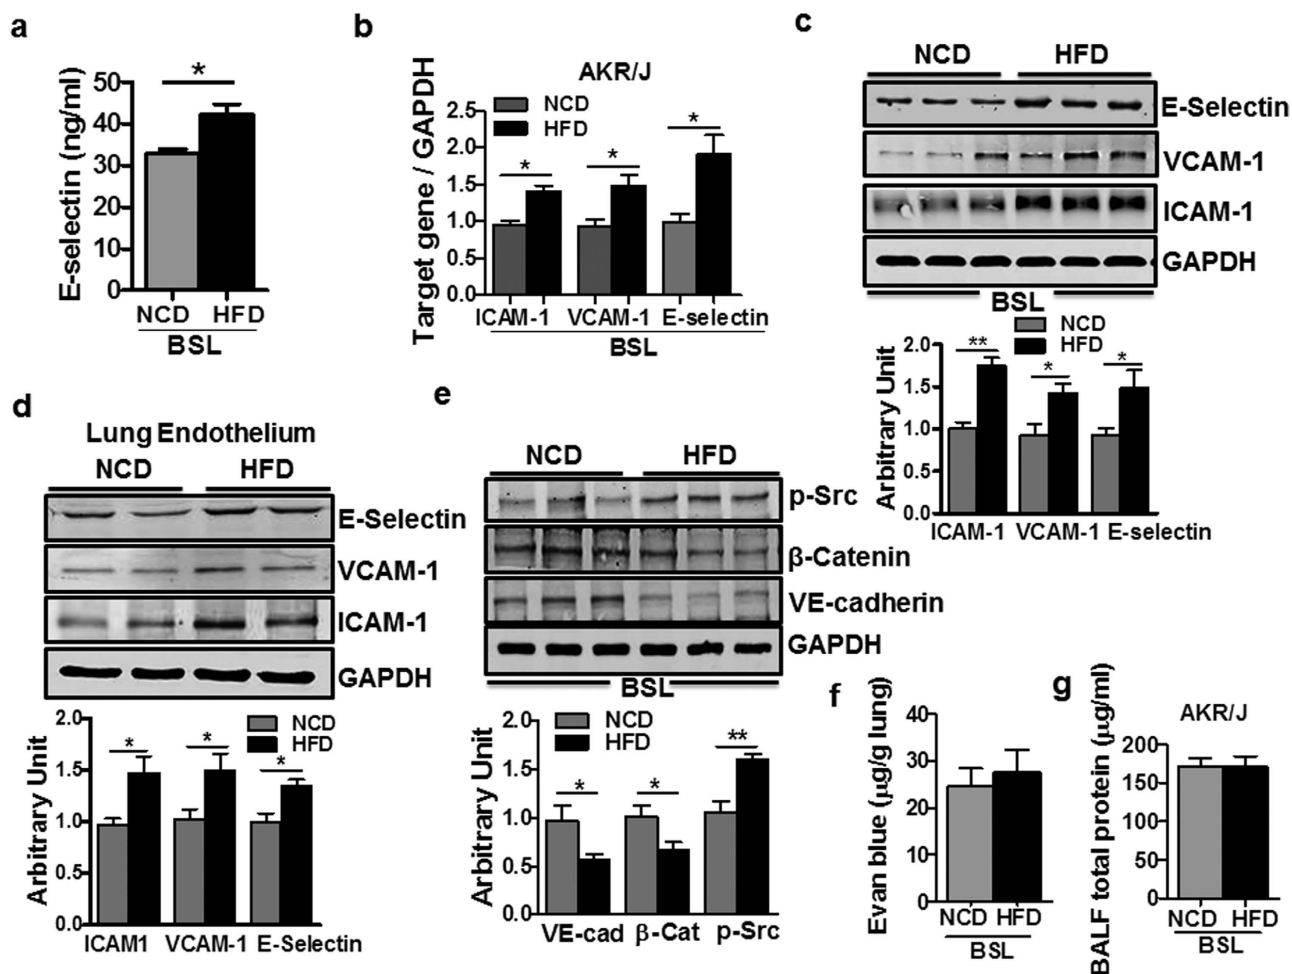 a
*
E-selectin (ng/ml)
50
40
30
20
10
0
NCD HFD
BSL
b
AKR/J
Target gene / GAPDH
2.5
2.0
1.5
1.0
0.5
0.0
NCD
HFD
*
*
*
ICAM-1 VCAM-1 E-selectin
BSL
c
NCD HFD
E-Selectin
VCAM-1
ICAM-1
GAPDH
BSL
NCD
HFD
Arbitrary Unit
2.0
1.5
1.0
0.5
0.0
**
*
*
ICAM-1 VCAM-1 E-selectin
d
Lung Endothelium
NCD HFD
E-Selectin
VCAM-1
ICAM-1
GAPDH
NCD
HFD
Arbitrary Unit
2.0
1.5
1.0
0.5
0.0
*
*
*
ICAM1 VCAM-1 E-Selectin
e
NCD HFD
p-Src
β-Catenin
VE-cadherin
GAPDH
BSL
NCD
HFD
Arbitrary Unit
2.0
1.5
1.0
0.5
0.0
*
*
**
VE-cad β-Cat p-Src
f
Evan blue (μg/g lung)
40
30
20
10
0
NCD HFD
BSL
g
AKR/J
BALF total protein (μg/ml)
200
150
100
50
0
NCD HFD
BSL